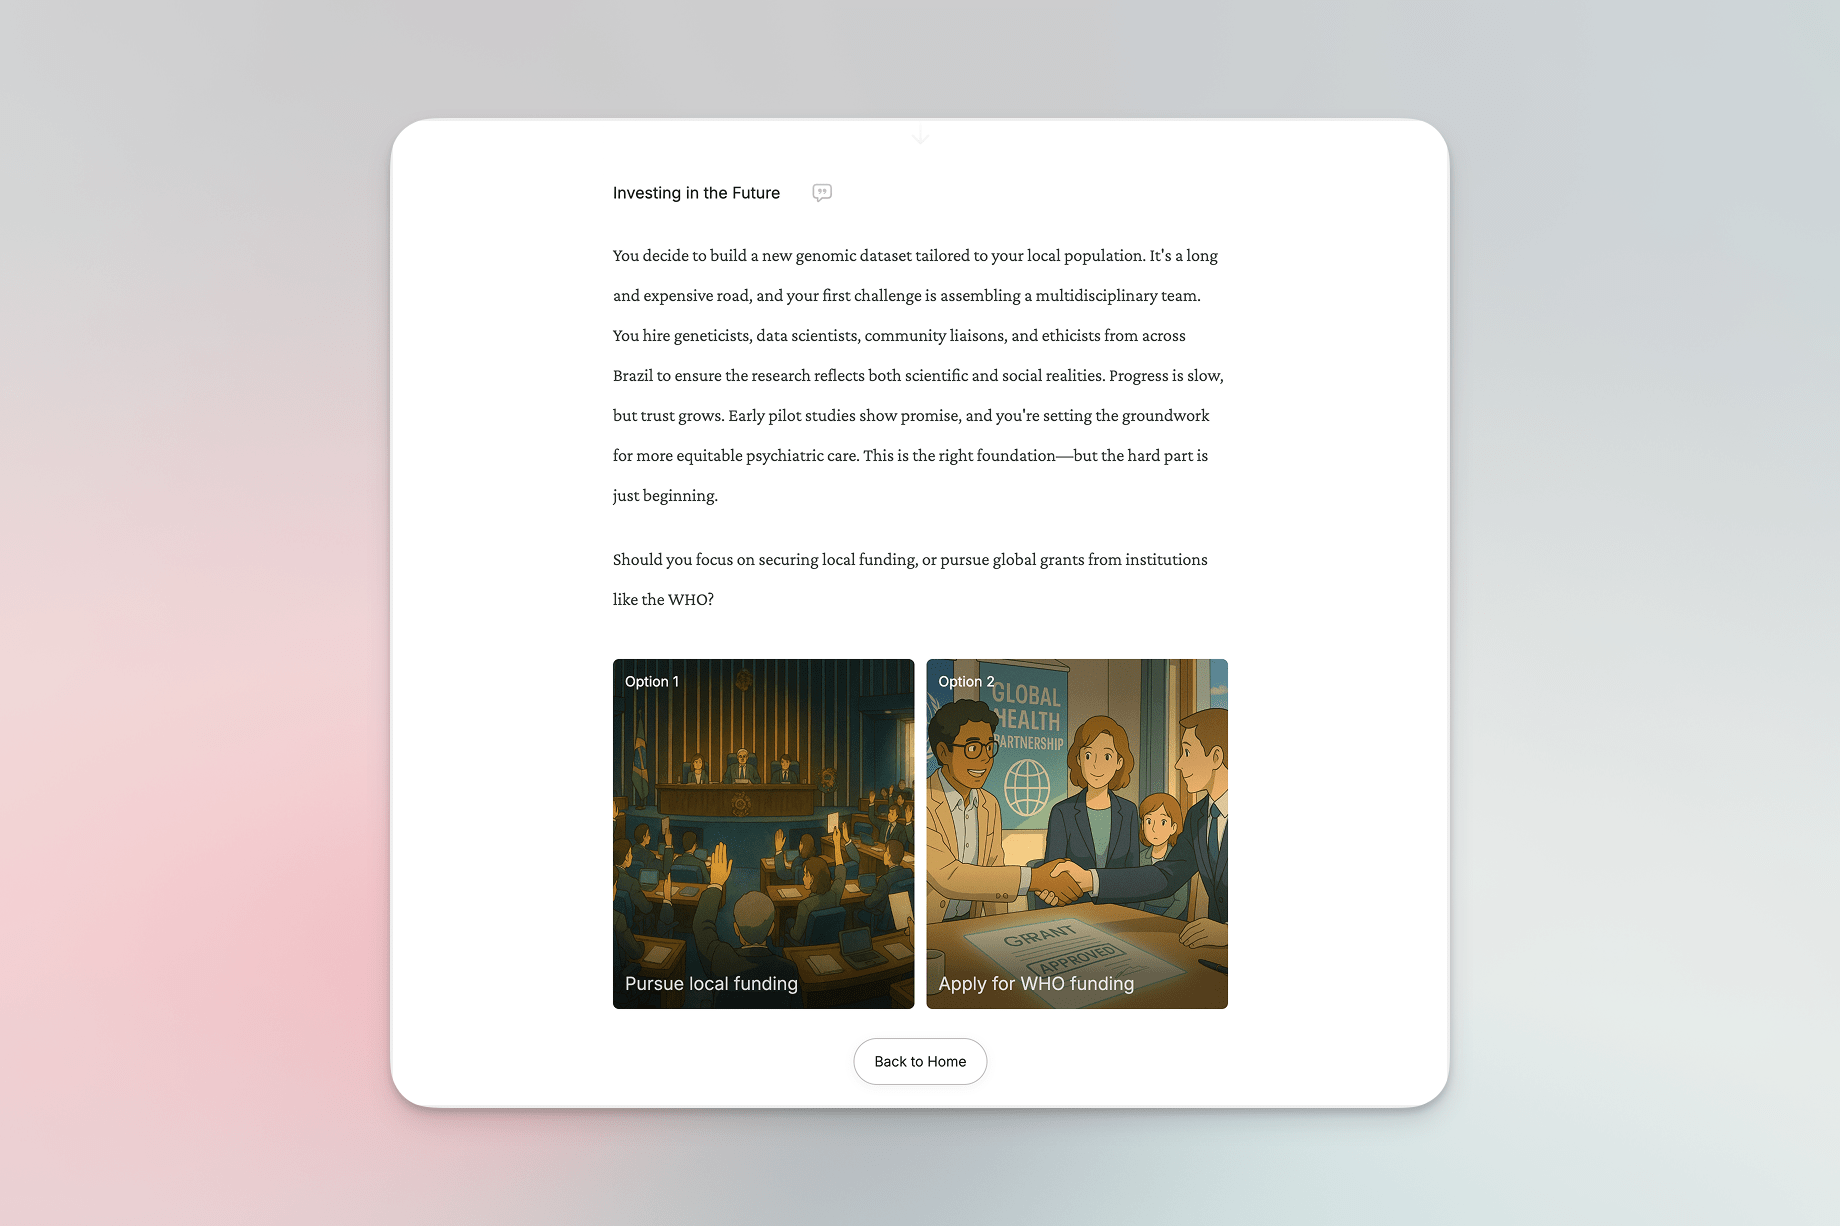 Investing in the Future
You decide to build a new genomic dataset tailored to your local population. It's a long
and expensive road, and your first challenge is assembling a multidisciplinary team.
You hire geneticists, data scientists, community liaisons, and ethicists from across
Brazil to ensure the research reflects both scientific and social realities. Progress is slow,
but trust grows. Early pilot studies show promise, and you're setting the groundwork
for more equitable psychiatric care. This is the right foundation—but the hard part is
just beginning.
Should you focus on securing local funding, or pursue global grants from institutions
like the WHO?
Option 1
Pursue local funding
Option 2
GLOBAL
HEALTH
PARTNERSHIP
GRANT
APPROVED
Apply for WHO funding
Back to Home